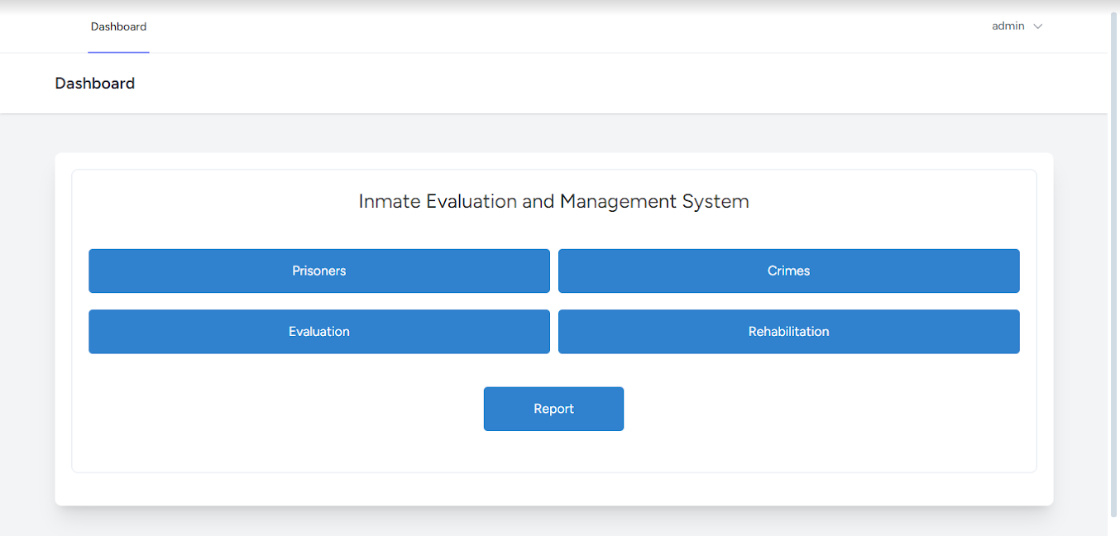 Dashboard
admin
Dashboard
Inmate Evaluation and Management System
Prisoners
Crimes
Evaluation
Rehabilitation
Report